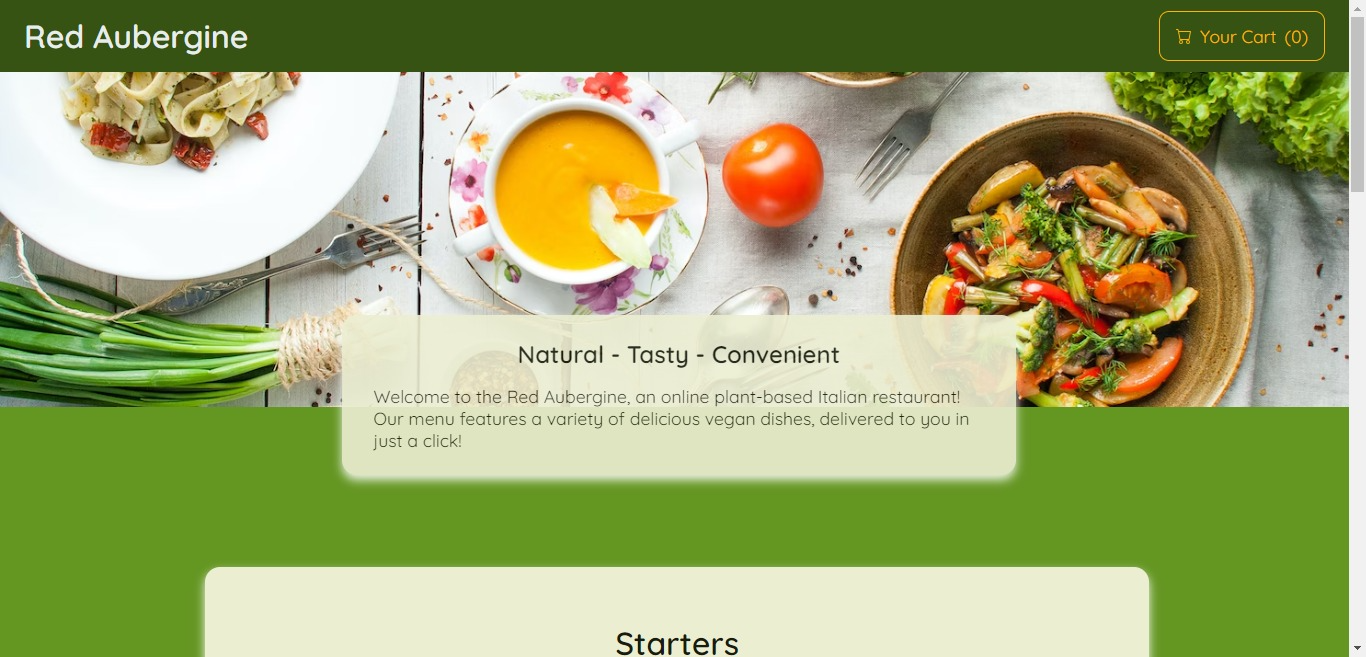 Red Aubergine
Your Cart (0)
Natural - Tasty - Convenient
Welcome to the Red Aubergine, an online plant-based Italian restaurant!
Our menu features a variety of delicious vegan dishes, delivered to you in
just a click!
Starters